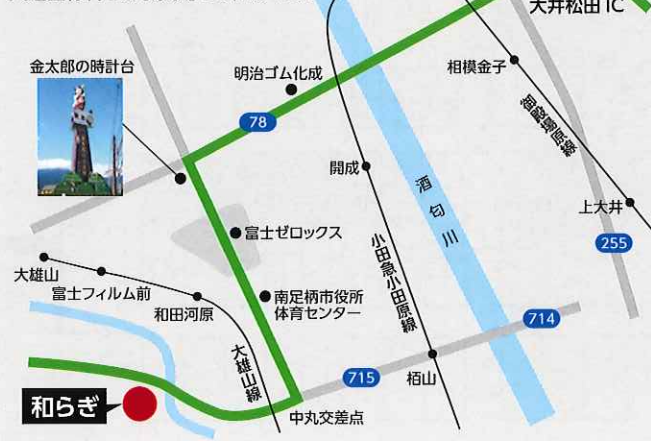 大井松田IC
金太郎の時計台
明治ゴム化成
相模金子
78
御殿場原線
開成
酒匂川
上大井
富士ゼロックス
小田急小田原線
255
大雄山
富士フィルム前
和田河原
南足柄市役所
体育センター
714
大雄山線
715
栢山
和らぎ
中丸交差点